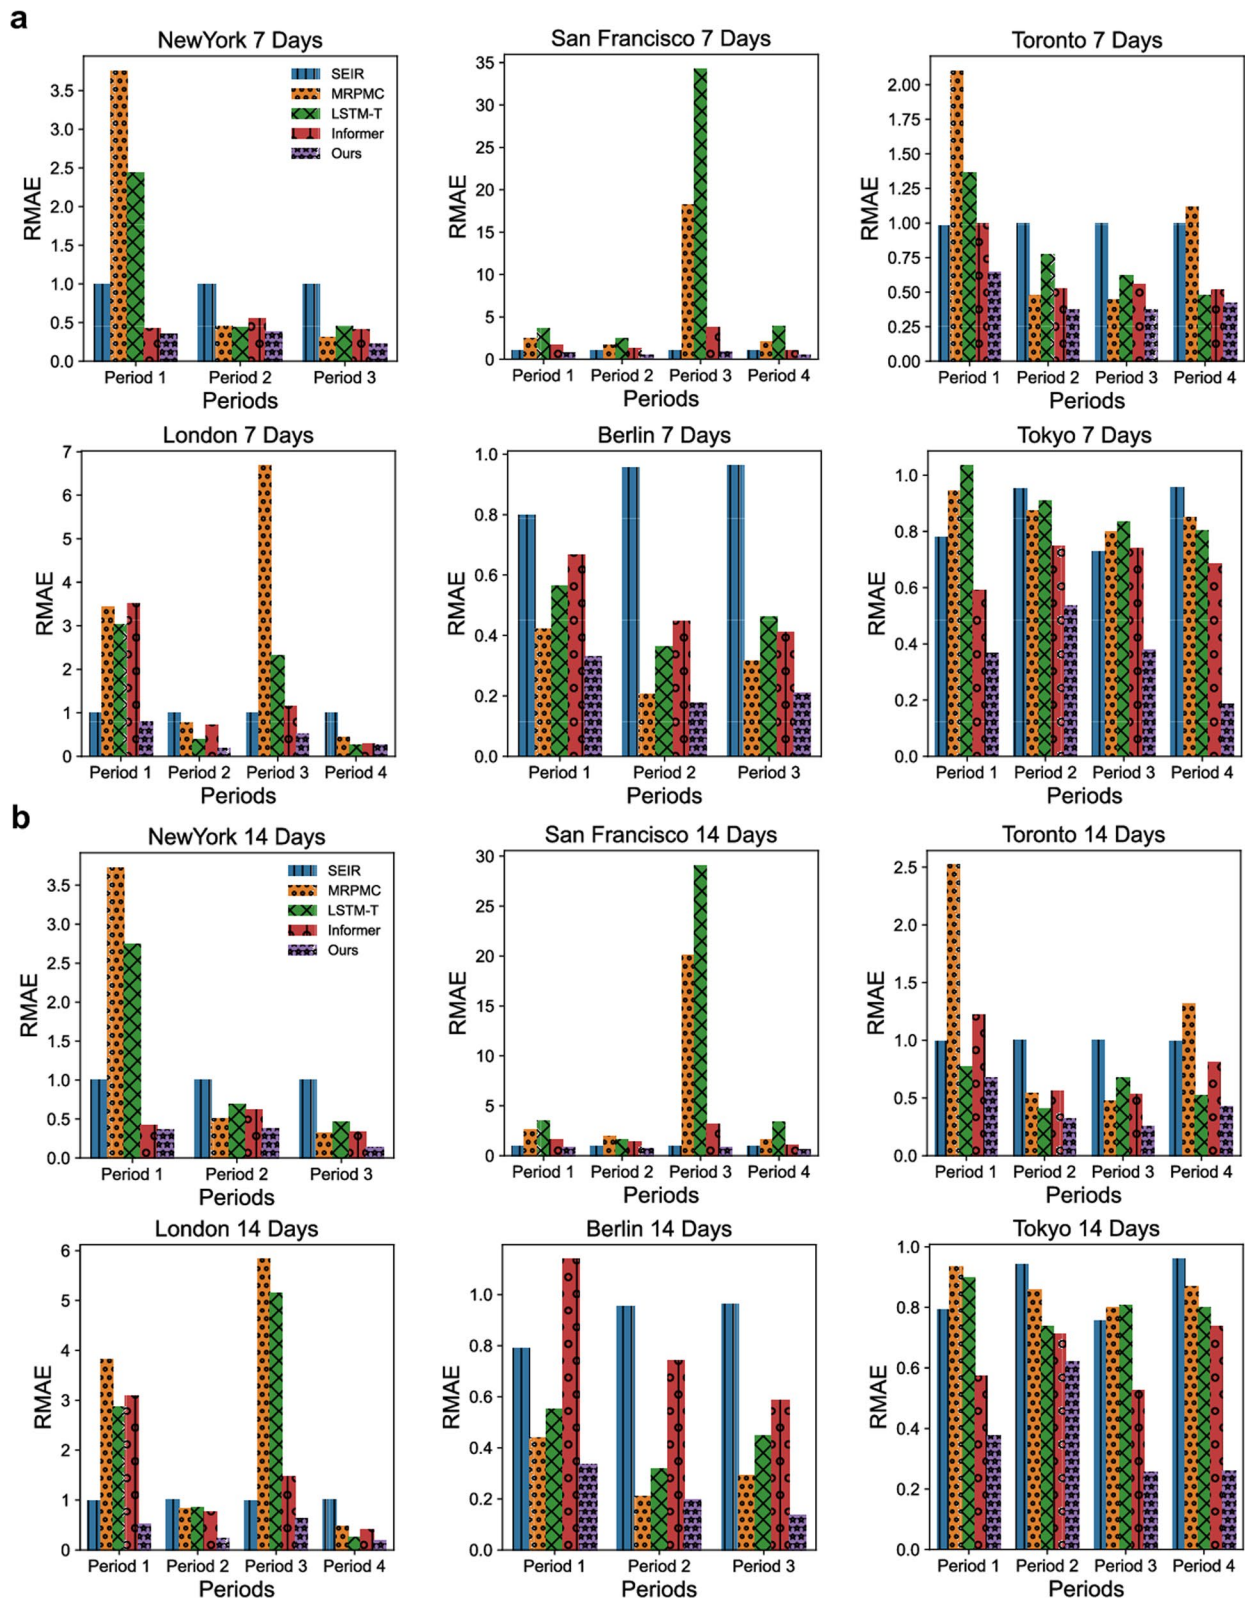 a
NewYork 7 Days
RMAE
3.5
3.0
2.5
2.0
1.5
1.0
0.5
0.0
SEIR
MRPMC
LSTM-T
Informer
Ours
Period 1 Period 2 Period 3
Periods
San Francisco 7 Days
RMAE
35
30
25
20
15
10
5
0
Period 1 Period 2 Period 3 Period 4
Periods
Toronto 7 Days
RMAE
2.00
1.75
1.50
1.25
1.00
0.75
0.50
0.25
0.00
Period 1 Period 2 Period 3 Period 4
Periods
London 7 Days
RMAE
7
6
5
4
3
2
1
0
Period 1 Period 2 Period 3 Period 4
Periods
Berlin 7 Days
RMAE
1.0
0.8
0.6
0.4
0.2
0.0
Period 1 Period 2 Period 3
Periods
Tokyo 7 Days
RMAE
1.0
0.8
0.6
0.4
0.2
0.0
Period 1 Period 2 Period 3 Period 4
Periods
b
NewYork 14 Days
RMAE
3.5
3.0
2.5
2.0
1.5
1.0
0.5
0.0
SEIR
MRPMC
LSTM-T
Informer
Ours
Period 1 Period 2 Period 3
Periods
San Francisco 14 Days
RMAE
30
25
20
15
10
5
0
Period 1 Period 2 Period 3 Period 4
Periods
Toronto 14 Days
RMAE
2.5
2.0
1.5
1.0
0.5
0.0
Period 1 Period 2 Period 3 Period 4
Periods
London 14 Days
RMAE
6
5
4
3
2
1
0
Period 1 Period 2 Period 3 Period 4
Periods
Berlin 14 Days
RMAE
1.0
0.8
0.6
0.4
0.2
0.0
Period 1 Period 2 Period 3
Periods
Tokyo 14 Days
RMAE
1.0
0.8
0.6
0.4
0.2
0.0
Period 1 Period 2 Period 3 Period 4
Periods